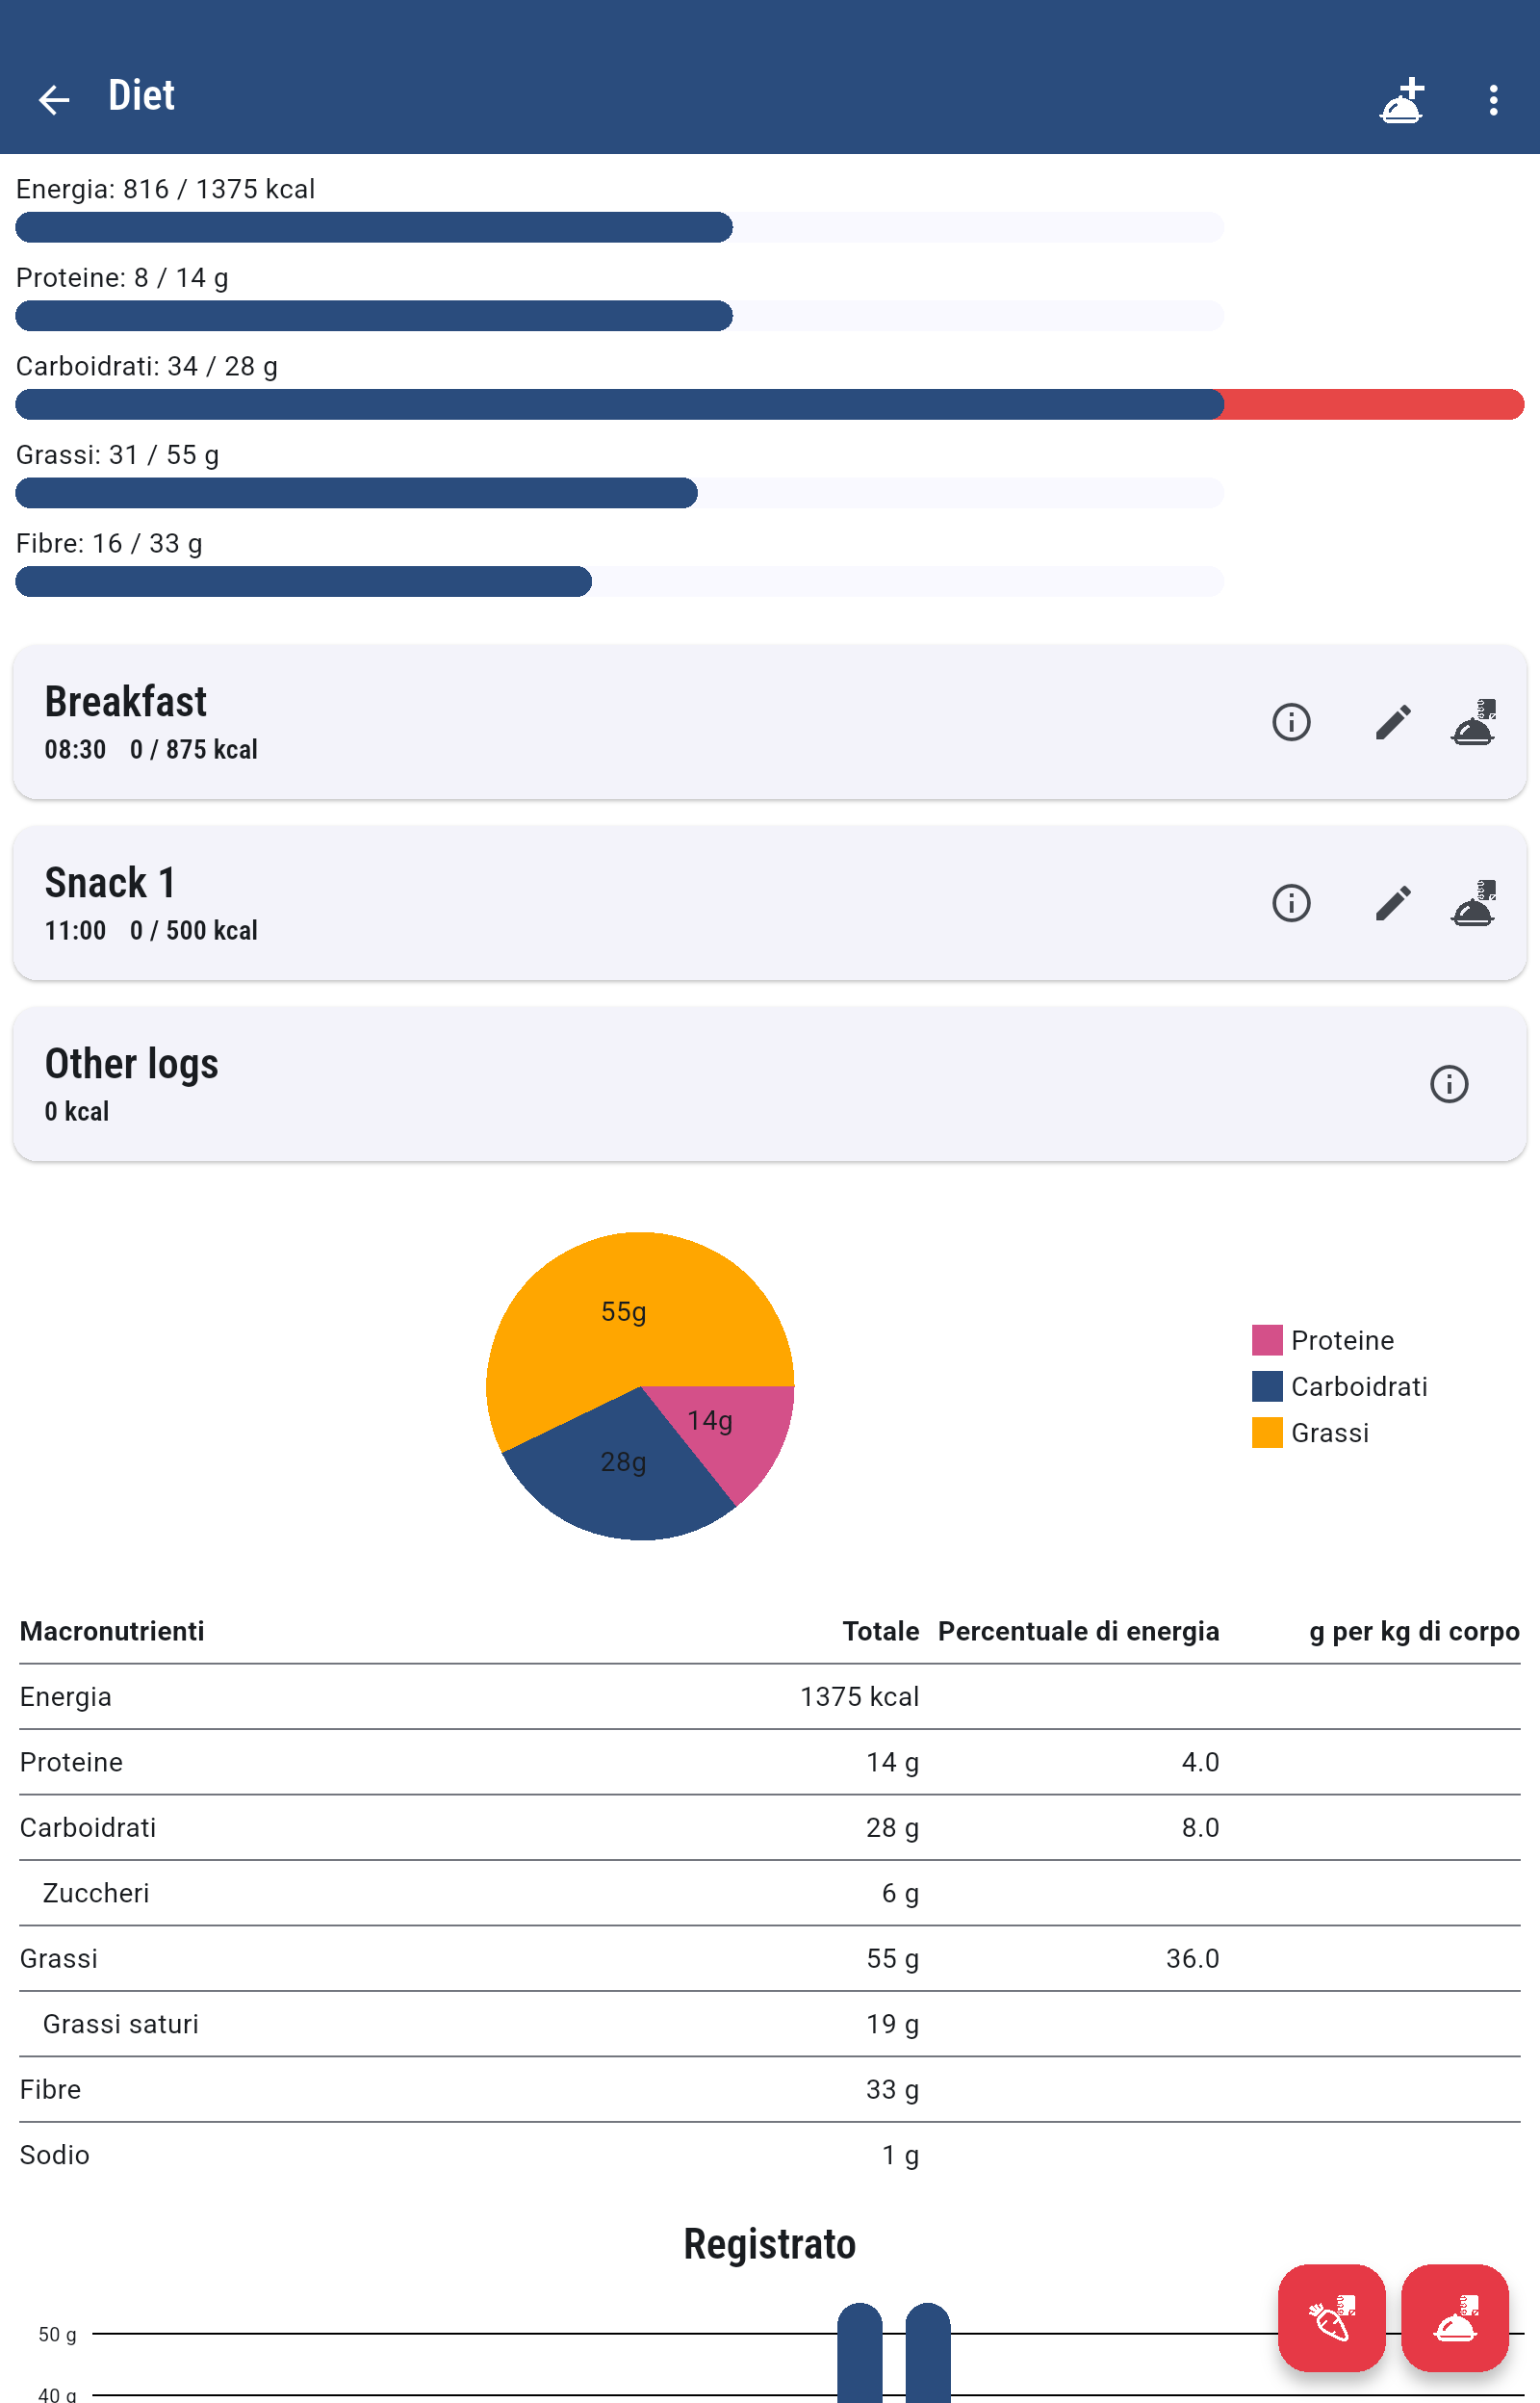 Diet
Energia: 816 / 1375 kcal
Proteine: 8 / 14 g
Carboidrati: 34 / 28 g
Grassi: 31 / 55 g
Fibre: 16 / 33 g
Breakfast
08:30 0 / 875 kcal
Snack 1
11:00 0 / 500 kcal
Other logs
0 kcal
55g
14g
28g
Proteine
Carboidrati
Grassi
Macronutrienti Totale Percentuale di energia g per kg di corpo
Energia 1375 kcal
Proteine 14 g 4.0
Carboidrati 28 g 8.0
Zuccheri 6 g
Grassi 55 g 36.0
Grassi saturi 19 g
Fibre 33 g
Sodio 1 g
Registrato
50 g
40 g